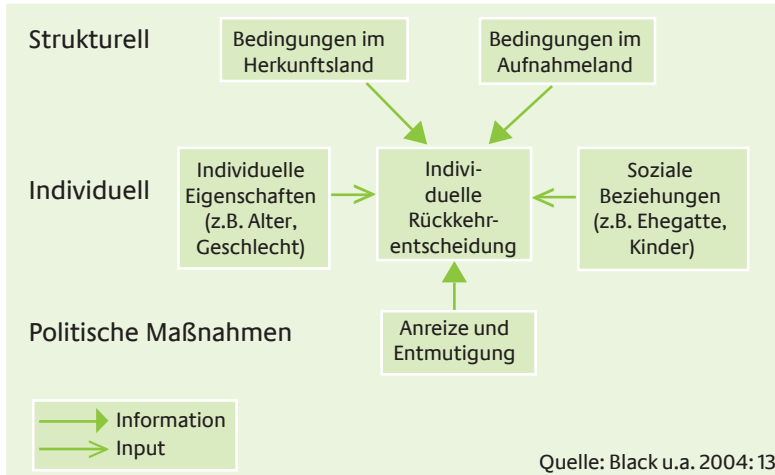 Strukturell
Bedingungen im
Herkunftsland
Bedingungen im
Aufnahmeland
Individuell
Individuelle
Eigenschaften
(z.B. Alter,
Geschlecht)
Indivi-
duelle
Rückkehr-
entscheidung
Soziale
Beziehungen
(z.B. Ehegatte,
Kinder)
Politische Maßnahmen
Anreize und
Entmutigung
Information
Input
Quelle: Black u.a. 2004: 13